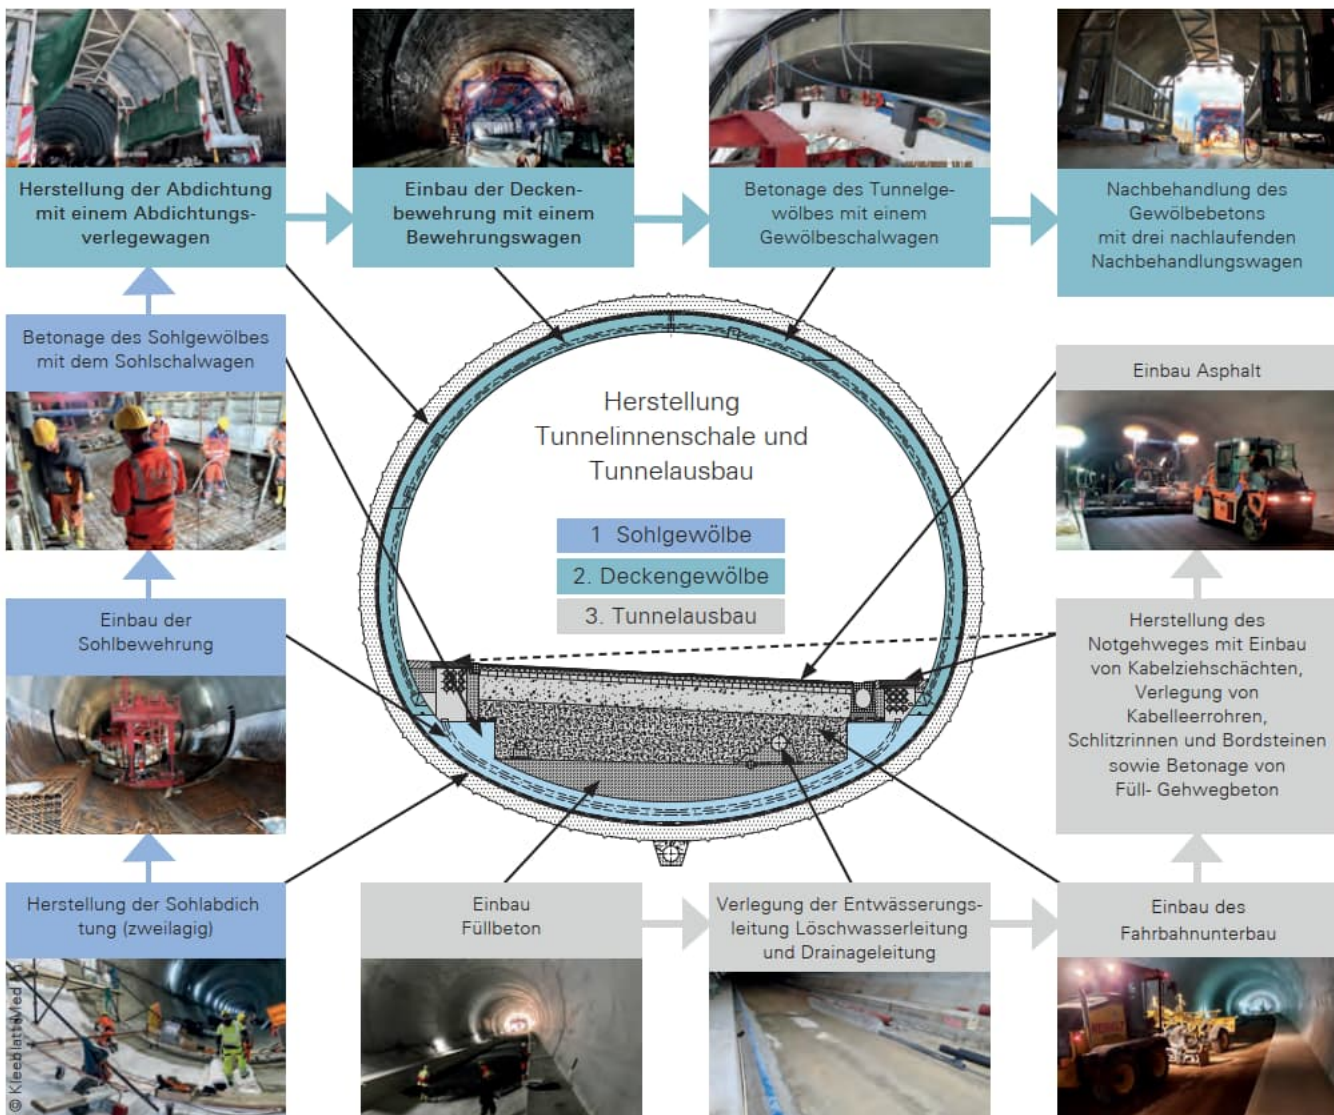 Herstellung der Abdichtung
mit einem Abdichtungs-
verlegewagen
Einbau der Decken-
bewehrung mit einem
Bewehrungswagen
Betonage des Tunnelge-
wölbes mit einem
Gewölbeschalwagen
Nachbehandlung des
Gewölbebetons
mit drei nachlaufenden
Nachbehandlungswagen
Betonage des Sohlgewölbes
mit dem Sohlschalwagen
Einbau Asphalt
Herstellung
Tunnelinnenschale und
Tunnelausbau
1 Sohlgewölbe
2. Deckengewölbe
3. Tunnelausbau
Einbau der
Sohlbewehrung
Herstellung des
Notgehweges mit Einbau
von Kabelziehschächten,
Verlegung von
Kabelleerrohren,
Schlitzrinnen und Bordsteinen
sowie Betonage von
Füll- Gehwegbeton
Herstellung der Sohlabdich
tung (zweilagig)
Einbau
Füllbeton
Verlegung der Entwässerungs-
leitung Löschwasserleitung
und Drainageleitung
Einbau des
Fahrbahnunterbau
© KleeblattMed